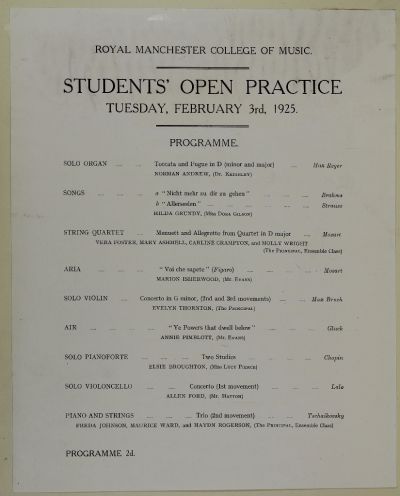 ROYAL MANCHESTER COLLEGE OF MUSIC.
STUDENTS' OPEN PRACTICE
TUESDAY, FEBRUARY 3rd, 1925.
PROGRAMME.
SOLO ORGAN ... ... Toccata and Fugue in D (minor and major) ... Max Reger
NORMAN ANDREW, (Dr. Keighley)
SONGS ... ... a "Nicht mehr zu dir zu gehen" ... ... Brahms
b "Allerseelen" ... ... ... Strauss
HILDA GRUNDY, (Miss Dora Gilson)
STRING QUARTET ... Menuett and Allegretto from Quartet in D major ... Mozart
VERA FOSTER, MARY ASHMELL, CARLINE CRAMPTON, and MOLLY WRIGHT
(The Principal, Ensemble Class)
ARIA ... ... ... "Voi che sapete" (Figaro) ... ... Mozart
MARION ISHERWOOD, (Mr. Evans)
SOLO VIOLIN ... Concerto in G minor, (2nd and 3rd movements) ... ... Max Bruch
EVELYN THORNTON, (The Principal)
AIR ... ... ... ... "Ye Powers that dwell below" ... ... Gluck
ANNIE PIMBLOTT, (Mr. Evans)
SOLO PIANOFORTE ... ... Two Studies ... ... ... Chopin
ELSIE BROUGHTON, (Miss Lucy Pierce)
SOLO VIOLONCELLO ... ... Concerto (1st movement) ... ... Lalo
ALLEN FORD, (Mr. Hatton)
PIANO AND STRINGS ... ... Trio (2nd movement) ... ... Tschaikovsky
FREDA JOHNSON, MAURICE WARD, and HAYDN ROGERSON, (The Principal, Ensemble Class)
PROGRAMME 2d.